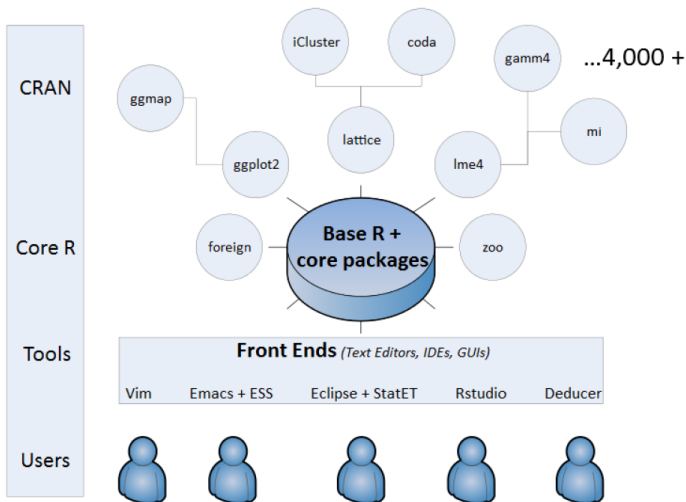 iCluster
coda
gamm4
...4,000 +
CRAN
ggmap
mi
lattice
ggplot2
lme4
Core R
foreign
Base R +
core packages
zoo
Tools
Front Ends (Text Editors, IDEs, GUIs)
Vim
Emacs + ESS
Eclipse + StatET
Rstudio
Deducer
Users